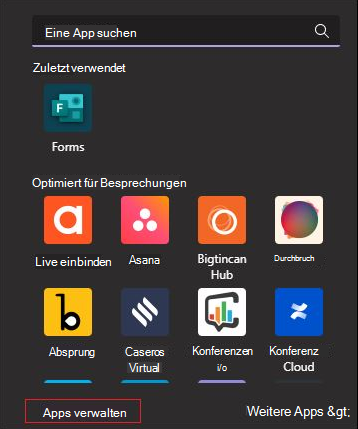 Eine App suchen
Zuletzt verwendet
Forms
Optimiert für Besprechungen
Live einbinden
Asana
Bigtincan
Hub
Durchbruch
Absprung
Caseros
Virtual
Konferenzen
i/o
Konferenz
Cloud
Apps verwalten
Weitere Apps &gt;